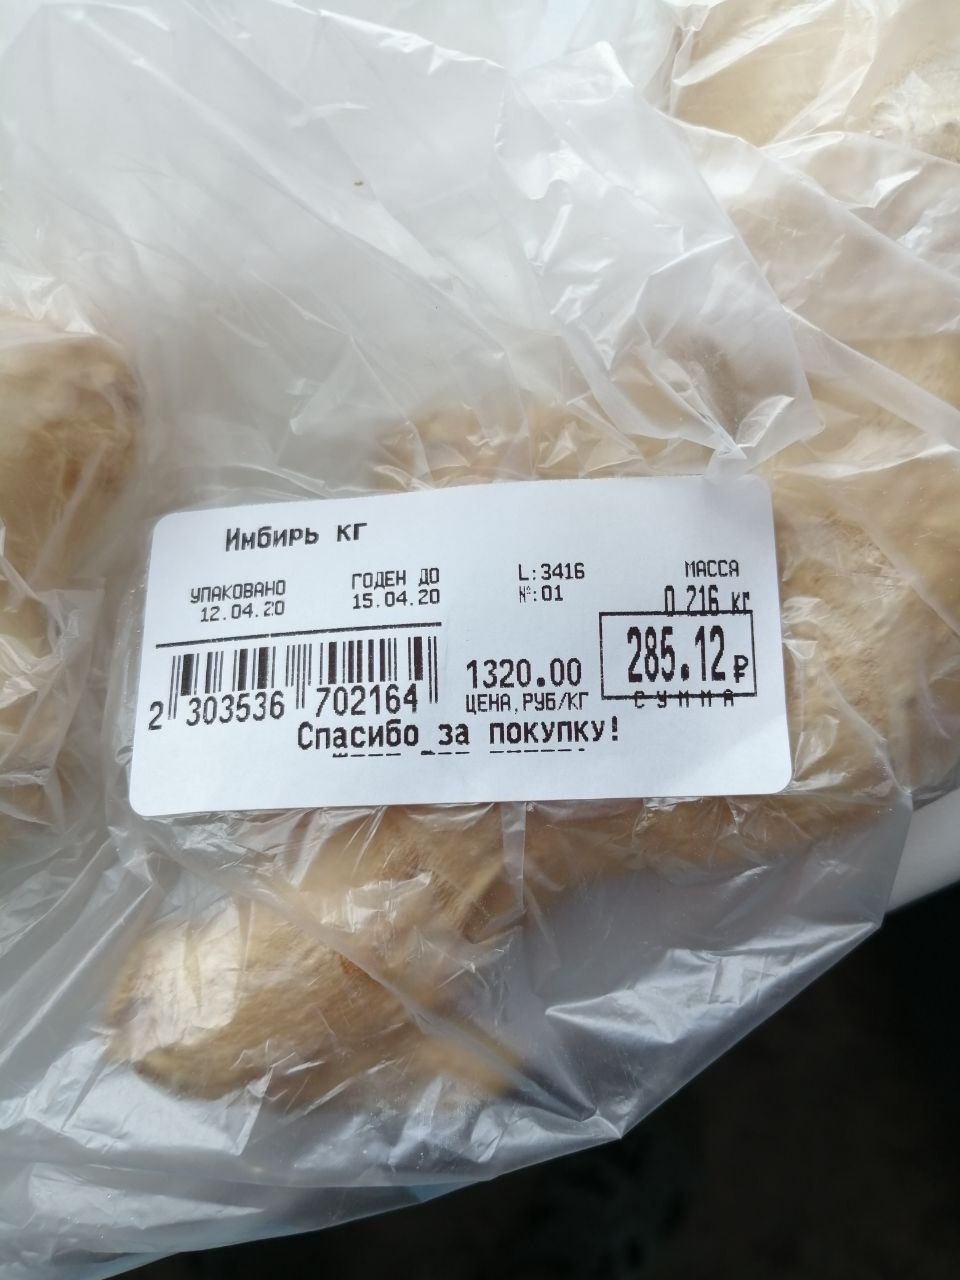 Имбирь кг
УПАКОВАНО ГОДЕН ДО L:3416 МАССА
12.04.20 15.04.20 №:01 0.216 кг
285.12 ₽
1320.00
ЦЕНА,РУБ/КГ СУММА
2 303536 702164
Спасибо за покупку!